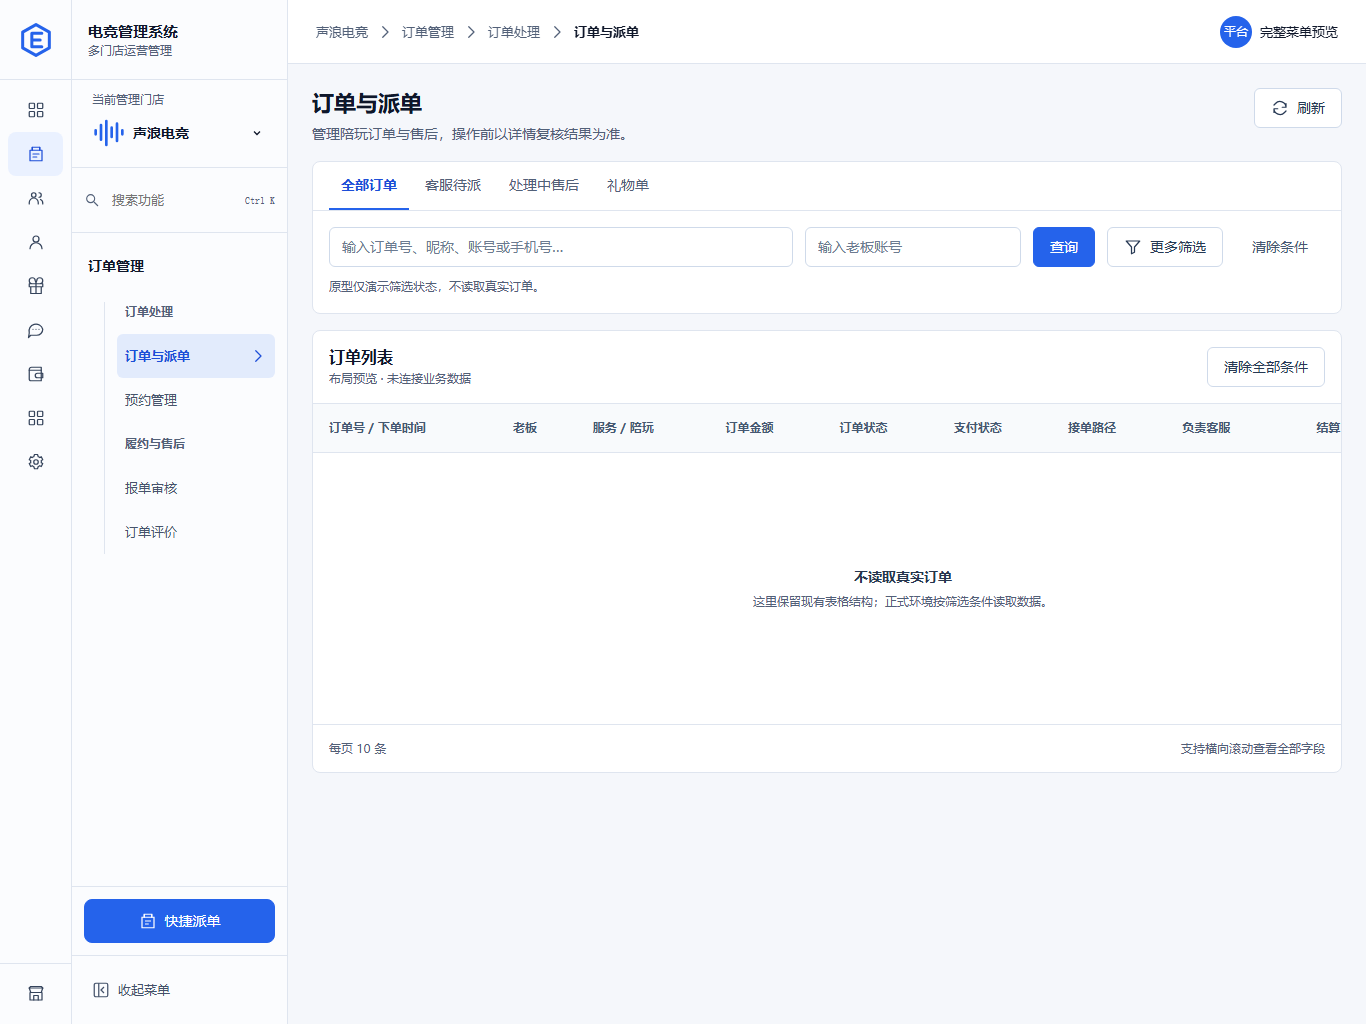 E
电竞管理系统
多门店运营管理
当前管理门店
声浪电竞
搜索功能
Ctrl K
订单管理
订单处理
订单与派单
预约管理
履约与售后
报单审核
订单评价
快捷派单
收起菜单
声浪电竞 订单管理 订单处理 订单与派单
平台 完整菜单预览
订单与派单
管理陪玩订单与售后，操作前以详情复核结果为准。
刷新
全部订单 客服待派 处理中售后 礼物单
输入订单号、昵称、账号或手机号... 输入老板账号 查询 更多筛选 清除条件
原型仅演示筛选状态，不读取真实订单。
订单列表
布局预览 · 未连接业务数据
清除全部条件
订单号 / 下单时间 老板 服务 / 陪玩 订单金额 订单状态 支付状态 接单路径 负责客服 结算
不读取真实订单
这里保留现有表格结构；正式环境按筛选条件读取数据。
每页 10 条
支持横向滚动查看全部字段